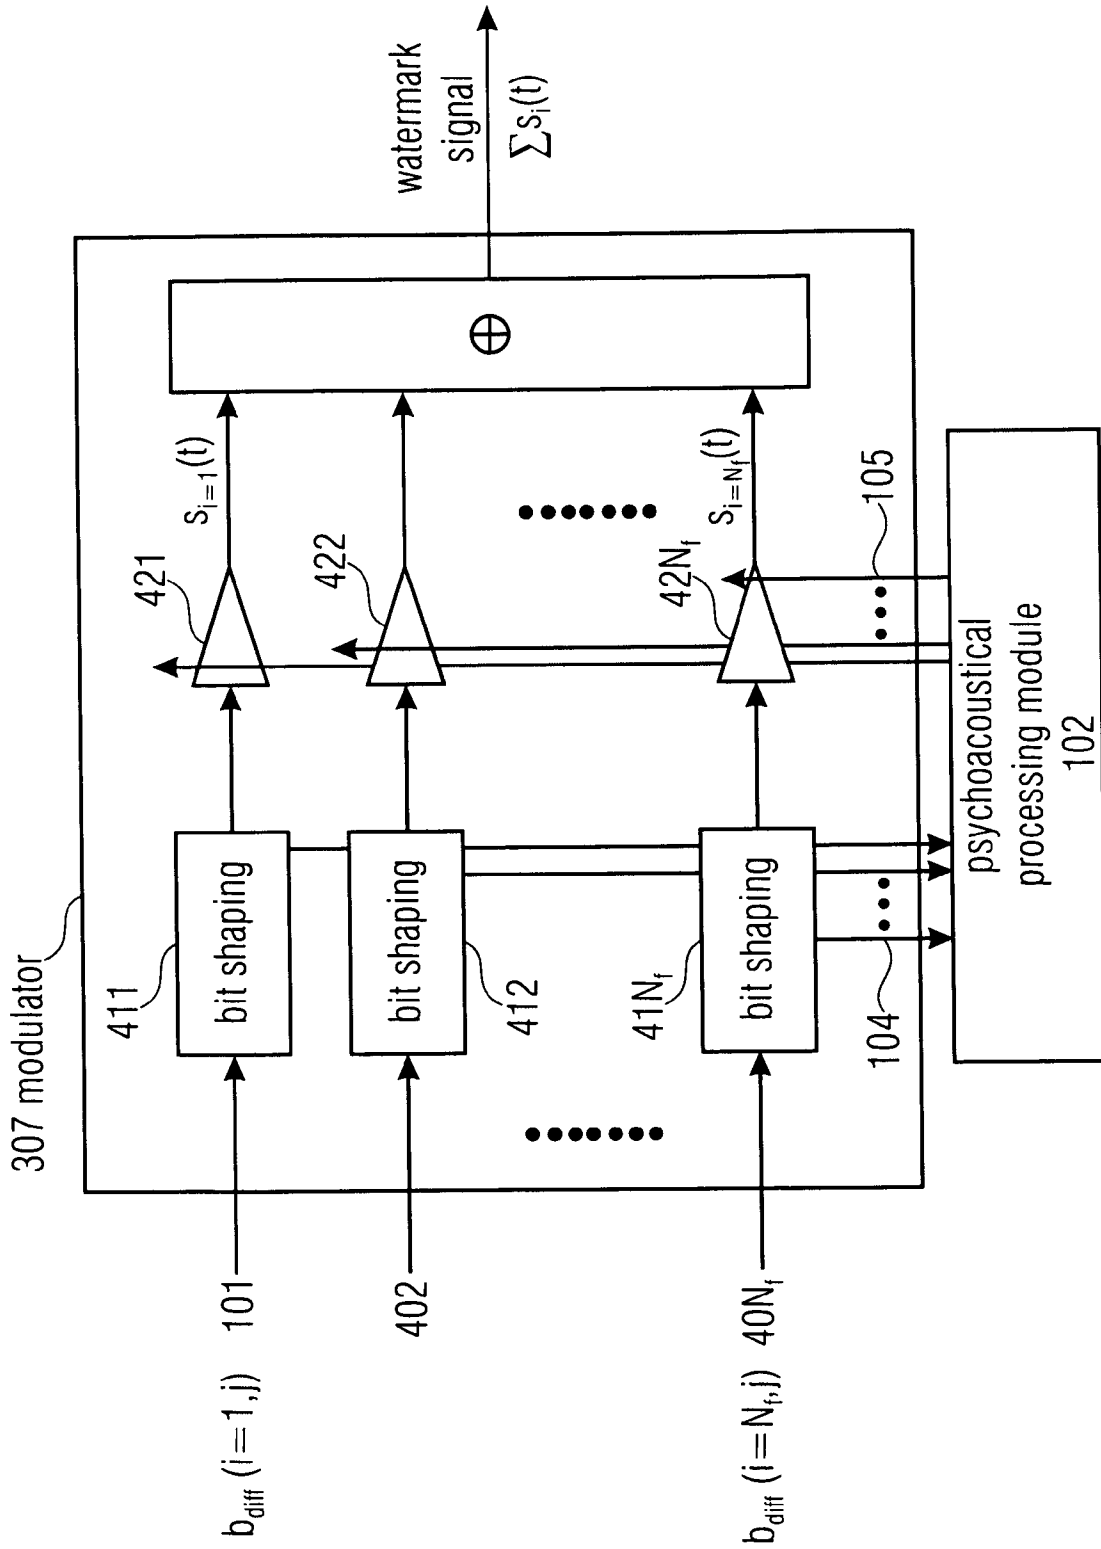 307 modulator
watermark
signal
∑s_i(t)
b_diff (i=1,j) 101
411
bit shaping
421
s_{i=1}(t)
402
bit shaping
412
422
b_diff (i=N_f,j) 40N_f
41N_f
bit shaping
42N_f
s_{i=N_f}(t)
104
105
psychoacoustical
processing module
102